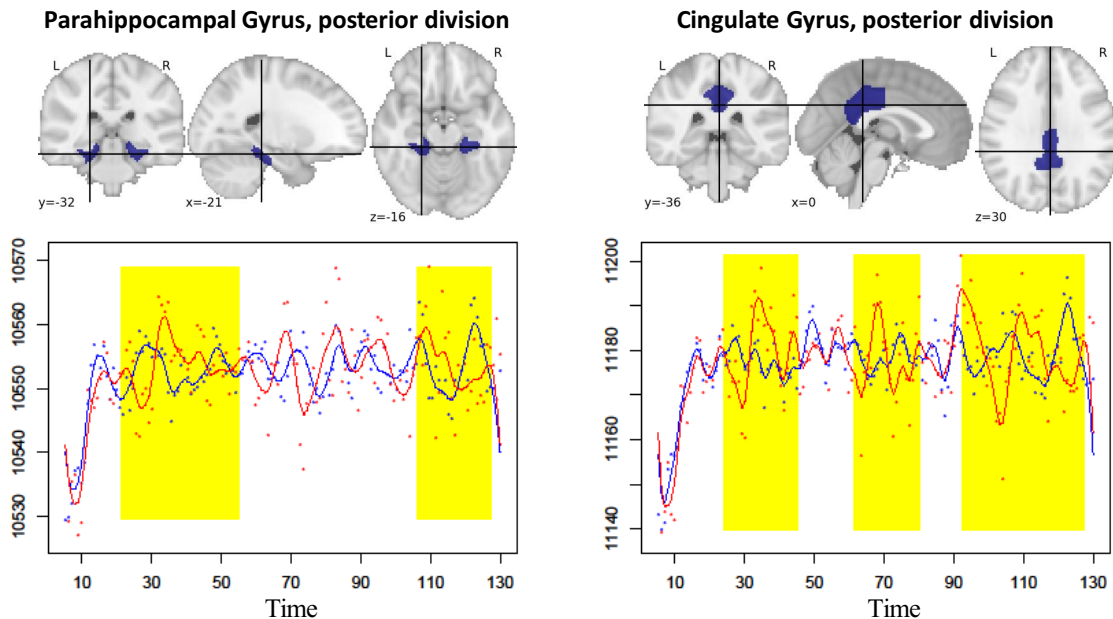 Parahippocampal Gyrus, posterior division
L R
y=-32
x=-21
z=-16
10570
10560
10550
10540
10530
10 30 50 70 90 110 130
Time
Cingulate Gyrus, posterior division
L R
L R
y=-36
x=0
z=30
11200
11180
11160
11140
10 30 50 70 90 110 130
Time